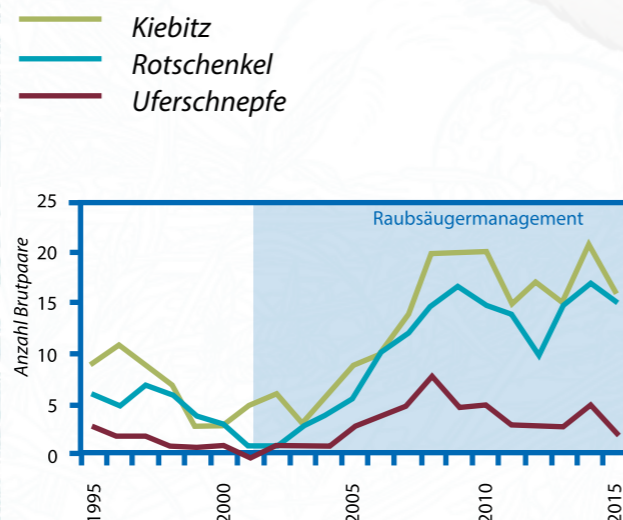 Kiebitz
Rotschenkel
Uferschnepfe
Raubsäugermanagement
Anzahl Brutpaare
25
20
15
10
5
0
1995
2000
2005
2010
2015